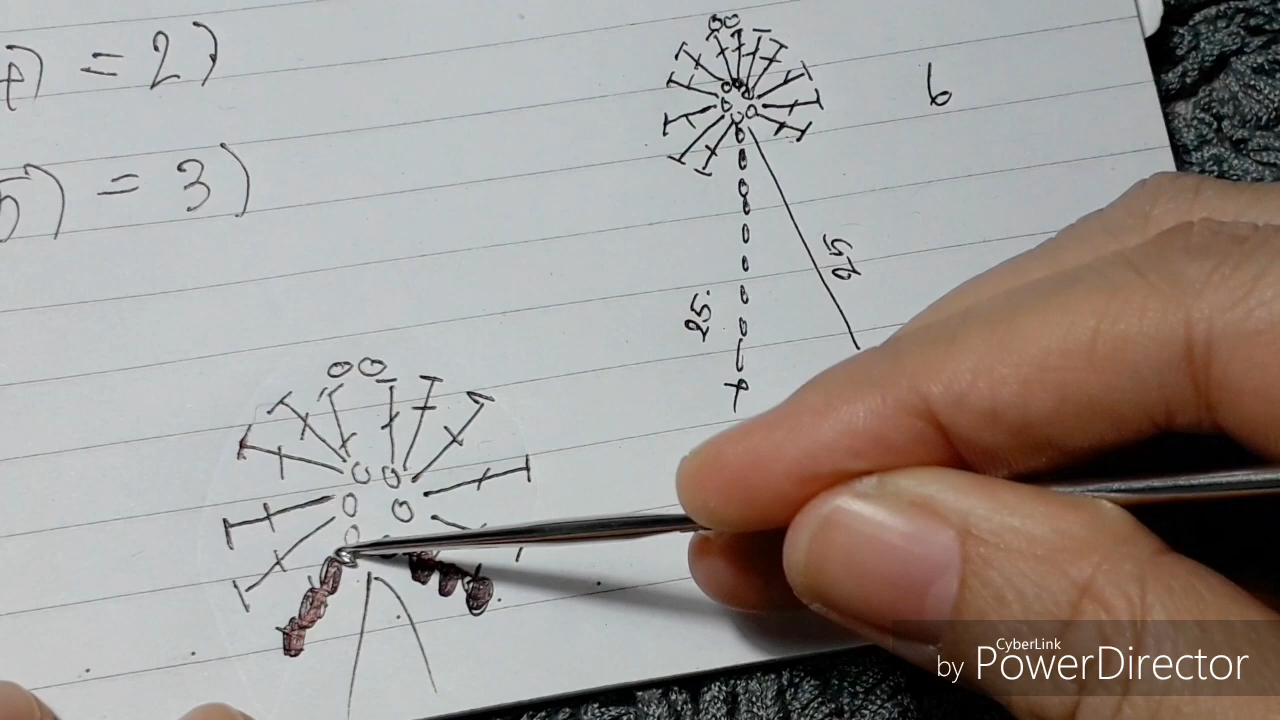 = 2)
= 3)
6
25
25.
CyberLink
by PowerDirector